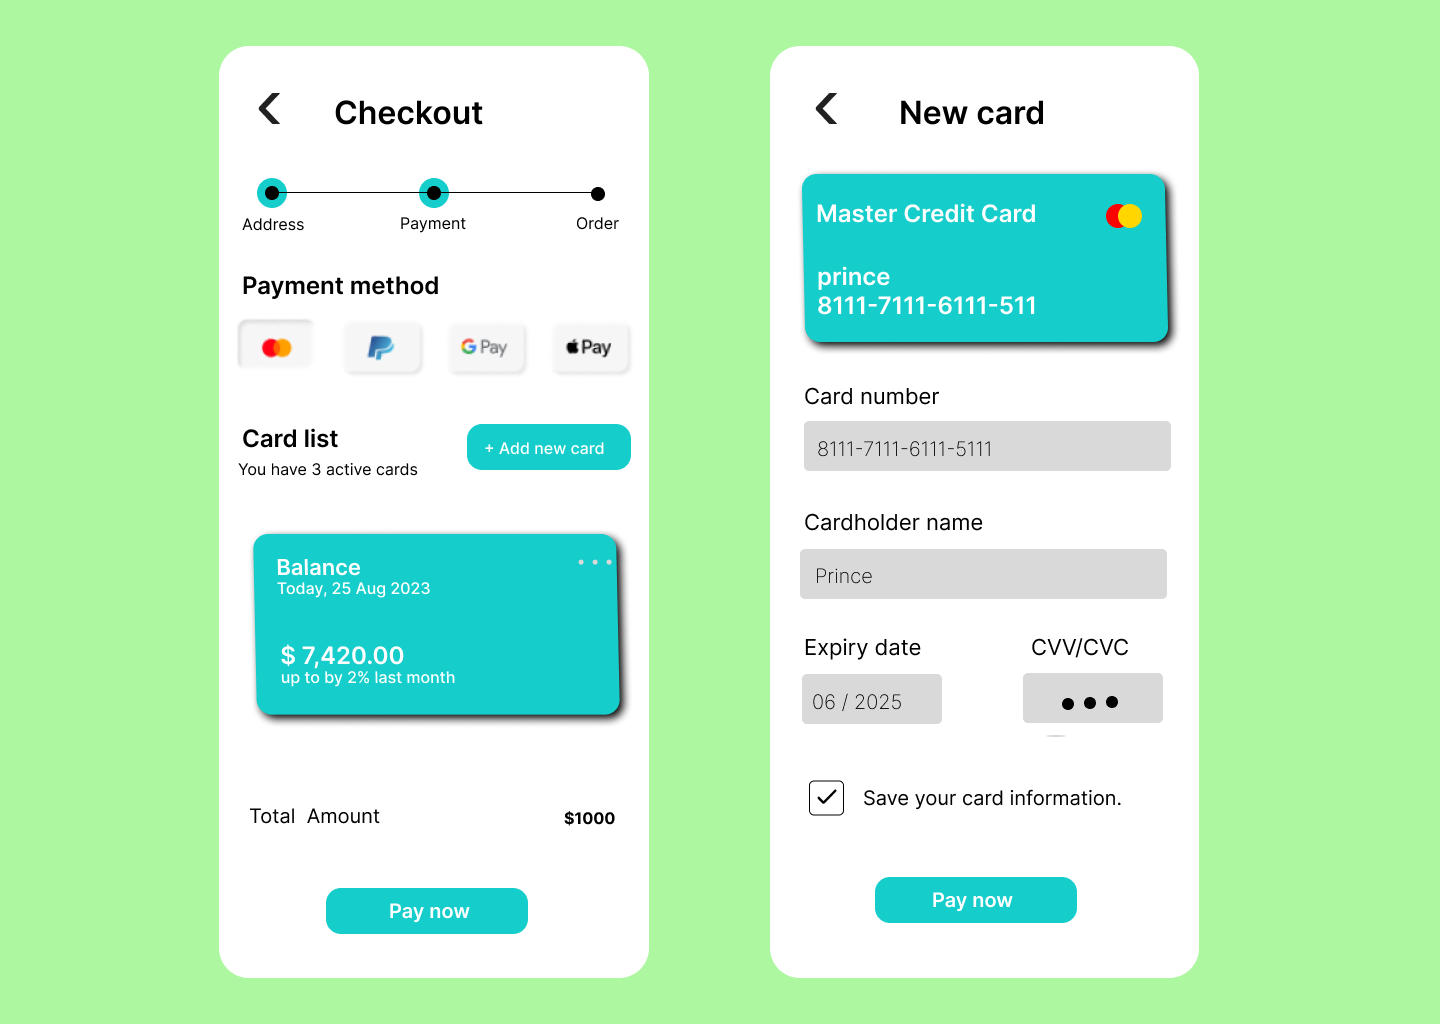 Checkout
Address
Payment
Order
Payment method
G Pay
Pay
Card list
You have 3 active cards
+ Add new card
Balance
Today, 25 Aug 2023
$ 7,420.00
up to by 2% last month
Total Amount
$1000
Pay now
New card
Master Credit Card
prince
8111-7111-6111-511
Card number
8111-7111-6111-5111
Cardholder name
Prince
Expiry date
CVV/CVC
06 / 2025
Save your card information.
Pay now